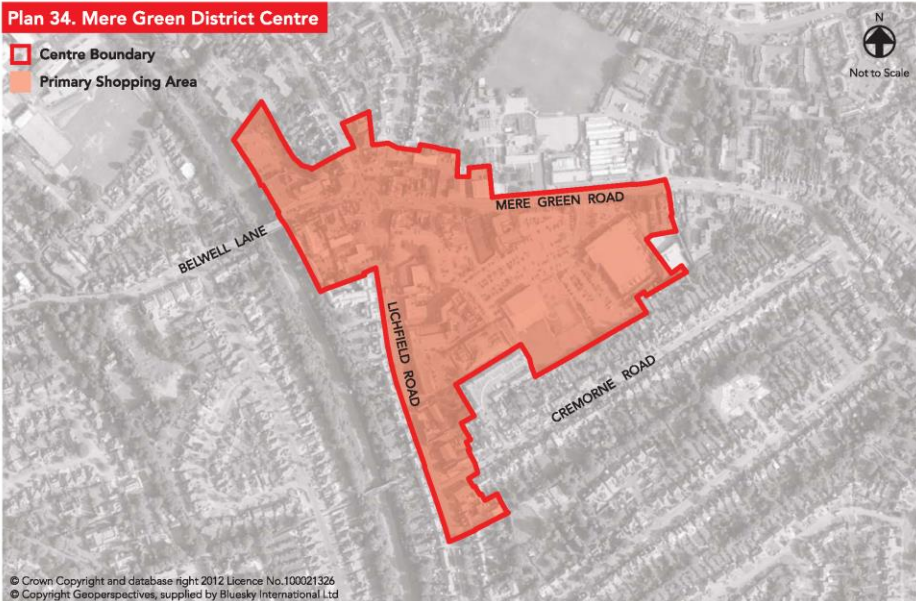 Plan 34. Mere Green District Centre
Centre Boundary
Primary Shopping Area
N
Not to Scale
MERE GREEN ROAD
BELWELL LANE
LICHFIELD ROAD
CREMORNE ROAD
© Crown Copyright and database right 2012 Licence No.100021326
© Copyright Geoperspectives, supplied by Bluesky International Ltd